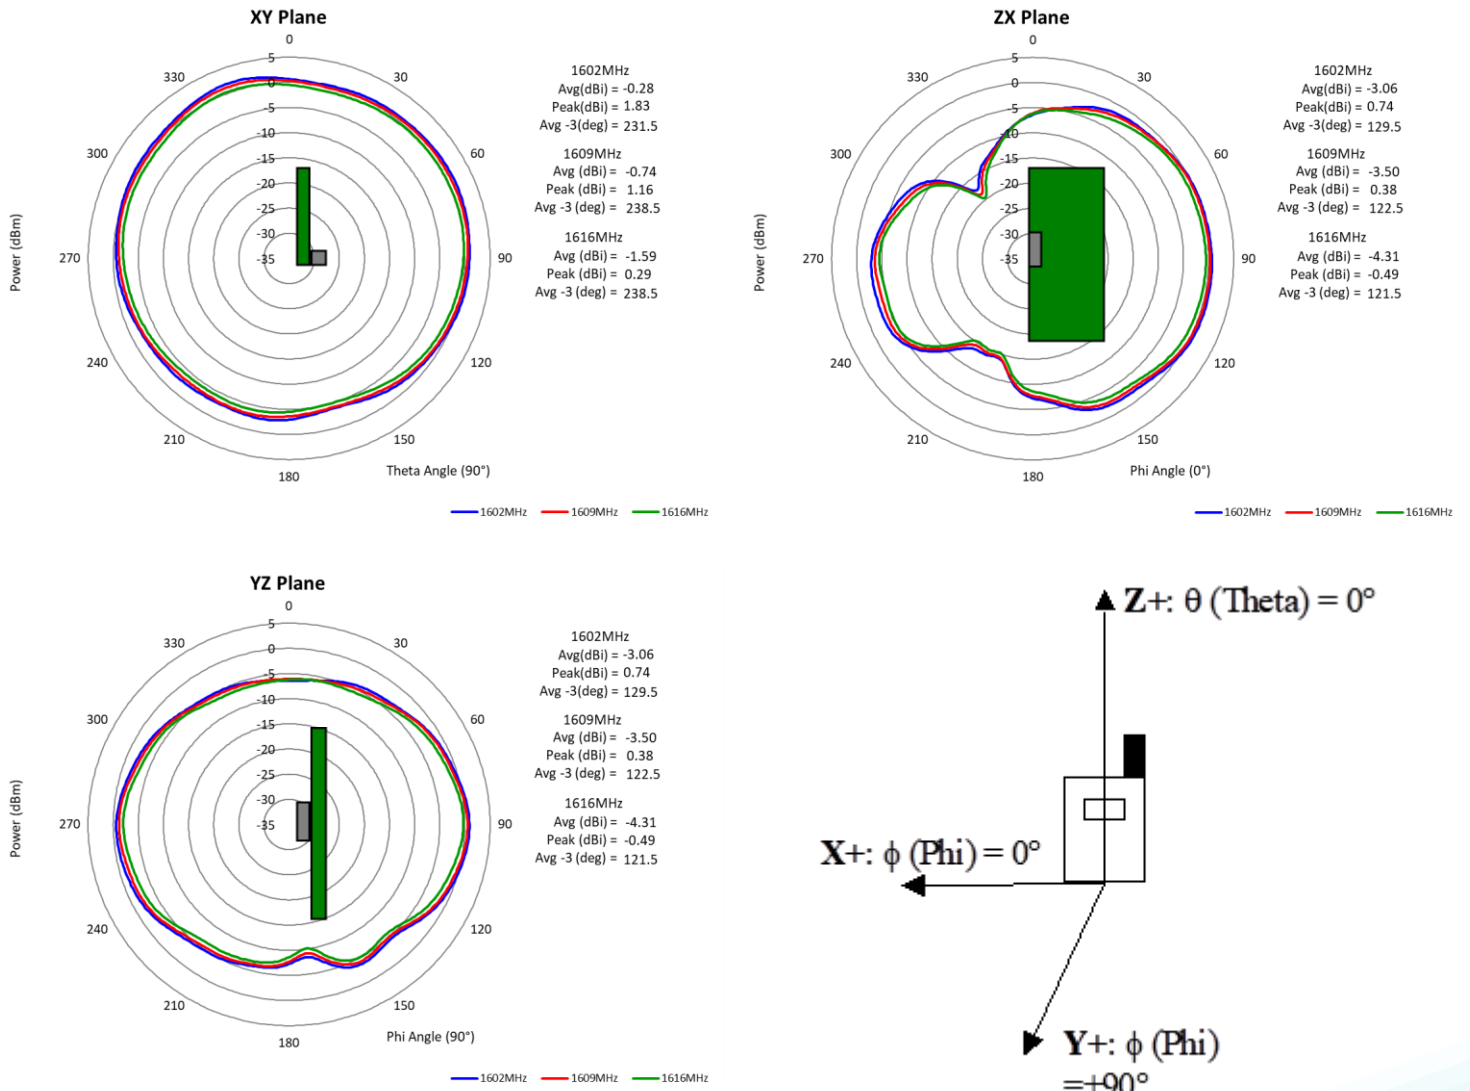 XY Plane
0
330
30
300
60
270
90
240
120
210
150
180
5
0
-5
-10
-15
-20
-25
-30
-35
Power (dBm)
Theta Angle (90°)
1602MHz
Avg(dBi) = -0.28
Peak(dBi) = 1.83
Avg -3(deg) = 231.5
1609MHz
Avg (dBi) = -0.74
Peak (dBi) = 1.16
Avg -3 (deg) = 238.5
1616MHz
Avg (dBi) = -1.59
Peak (dBi) = 0.29
Avg -3 (deg) = 238.5
1602MHz 1609MHz 1616MHz
ZX Plane
0
330
30
300
60
270
90
240
120
210
150
180
5
0
-5
-10
-15
-20
-25
-30
-35
Power (dBm)
Phi Angle (0°)
1602MHz
Avg(dBi) = -3.06
Peak(dBi) = 0.74
Avg -3(deg) = 129.5
1609MHz
Avg (dBi) = -3.50
Peak (dBi) = 0.38
Avg -3 (deg) = 122.5
1616MHz
Avg (dBi) = -4.31
Peak (dBi) = -0.49
Avg -3 (deg) = 121.5
1602MHz 1609MHz 1616MHz
YZ Plane
0
330
30
300
60
270
90
240
120
210
150
180
5
0
-5
-10
-15
-20
-25
-30
-35
Power (dBm)
Phi Angle (90°)
1602MHz
Avg(dBi) = -3.06
Peak(dBi) = 0.74
Avg -3(deg) = 129.5
1609MHz
Avg (dBi) = -3.50
Peak (dBi) = 0.38
Avg -3 (deg) = 122.5
1616MHz
Avg (dBi) = -4.31
Peak (dBi) = -0.49
Avg -3 (deg) = 121.5
1602MHz 1609MHz 1616MHz
Z+: θ (Theta) = 0°
X+: ϕ (Phi) = 0°
Y+: ϕ (Phi)
=+90°